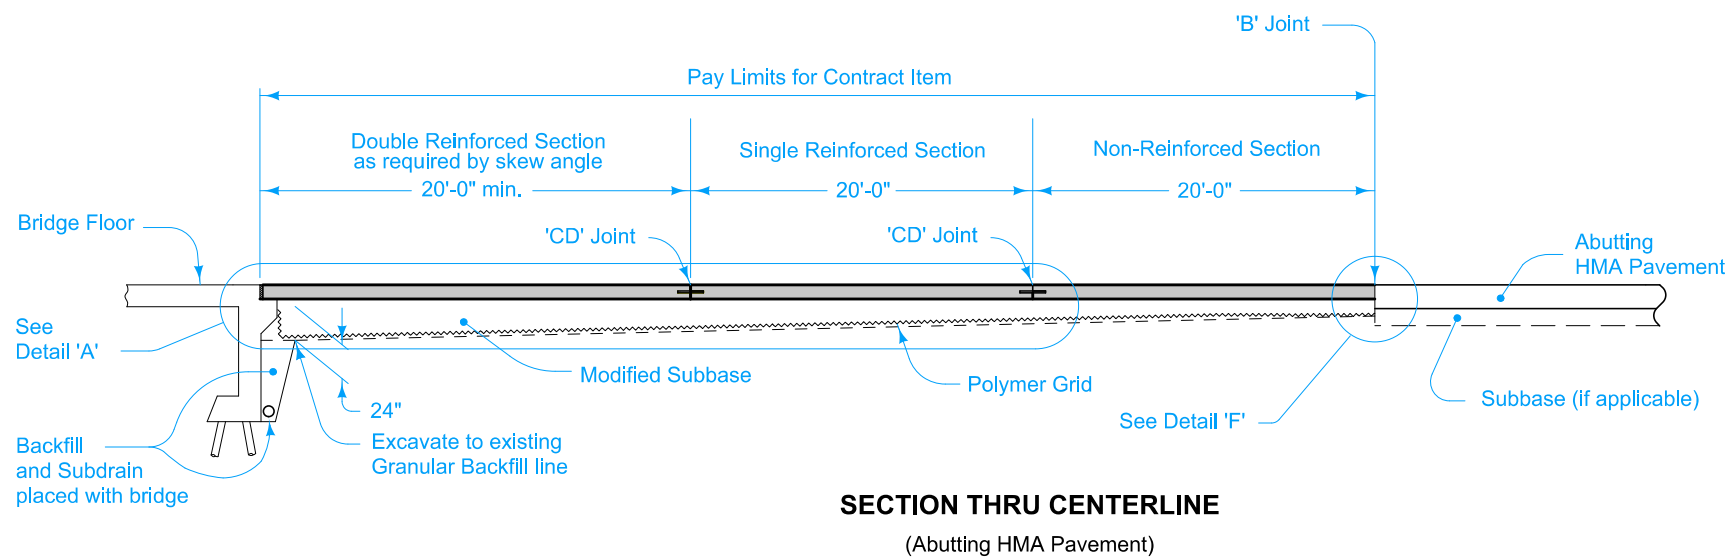 'B' Joint
Pay Limits for Contract Item
Double Reinforced Section
as required by skew angle
Single Reinforced Section
Non-Reinforced Section
20'-0" min.
20'-0"
20'-0"
Bridge Floor
'CD' Joint
'CD' Joint
Abutting
HMA Pavement
See
Detail 'A'
Modified Subbase
Polymer Grid
Subbase (if applicable)
24"
See Detail 'F'
Backfill
and Subdrain
placed with bridge
Excavate to existing
Granular Backfill line
SECTION THRU CENTERLINE
(Abutting HMA Pavement)